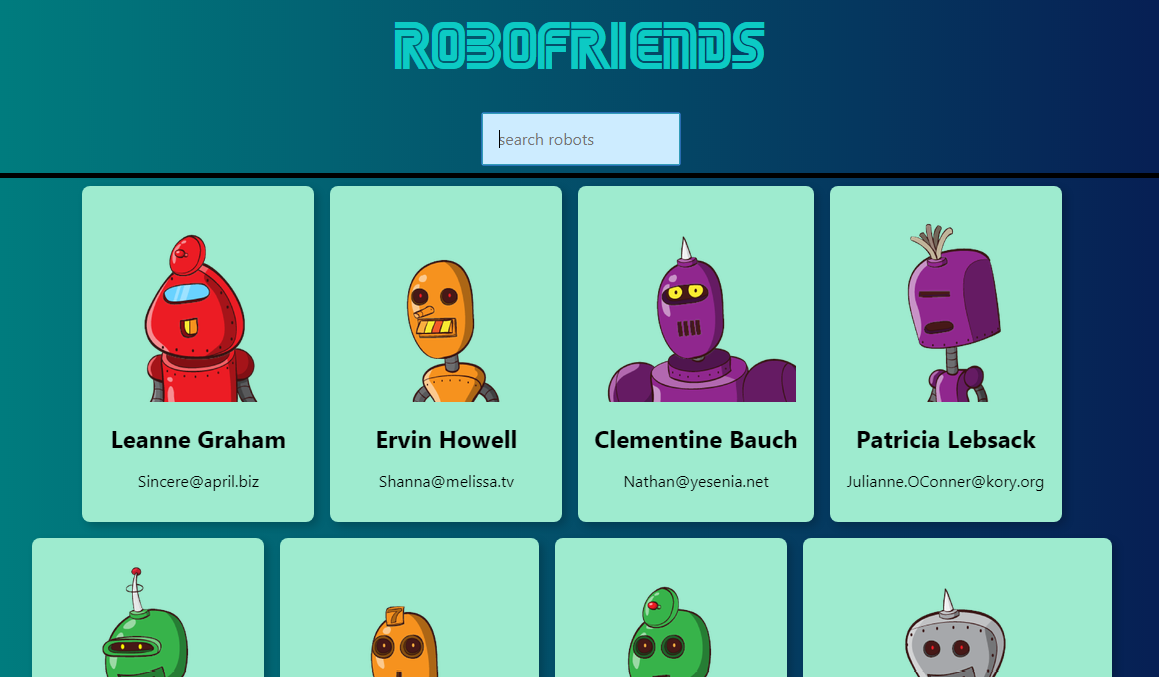 ROBOFRIENDS
search robots
Leanne Graham
Sincere@april.biz
Ervin Howell
Shanna@melissa.tv
Clementine Bauch
Nathan@yesenia.net
Patricia Lebsack
Julianne.OConner@kory.org
7